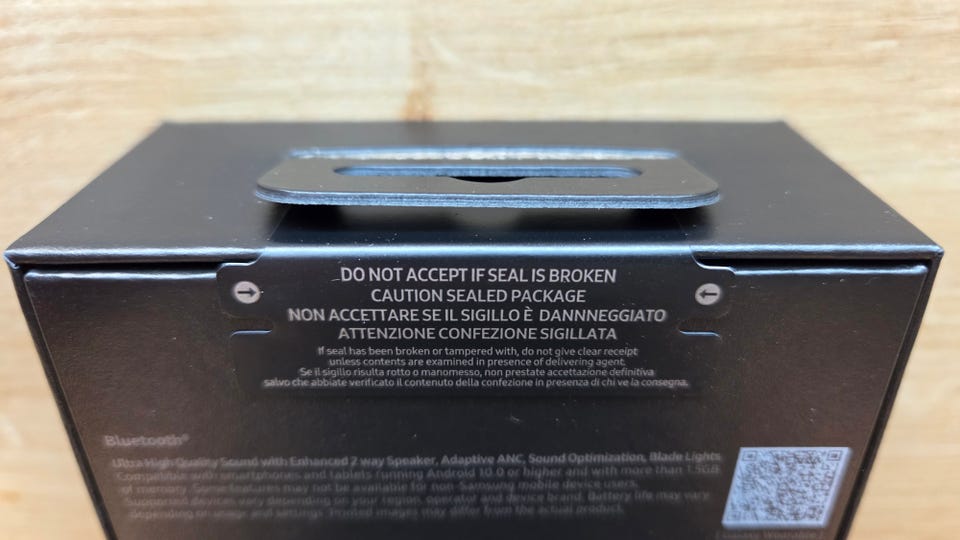 DO NOT ACCEPT IF SEAL IS BROKEN
CAUTION SEALED PACKAGE
NON ACCETTARE SE IL SIGILLO È DANNNEGGIATO
ATTENZIONE CONFEZIONE SIGILLATA
If seal has been broken or tampered with, do not give clear receipt
unless contents are examined in presence of delivering agent.
Se il sigillo risulta rotto o manomesso, non prestate accettazione definitiva
salvo che abbiate verificato il contenuto della confezione in presenza di chi ve la consegna.
Bluetooth®
Ultra High Quality Sound with Enhanced 2 way Speaker, Adaptive ANC, Sound Optimization, Blade Lights
Compatible with smartphones and tablets running Android 10.0 or higher and with more than 1.5GB
of memory. Some features may not be available for non-Samsung mobile device users.
Supported devices vary depending on your region, operator and device brand. Battery life may vary
depending on usage and settings. Printed images may differ from the actual product.